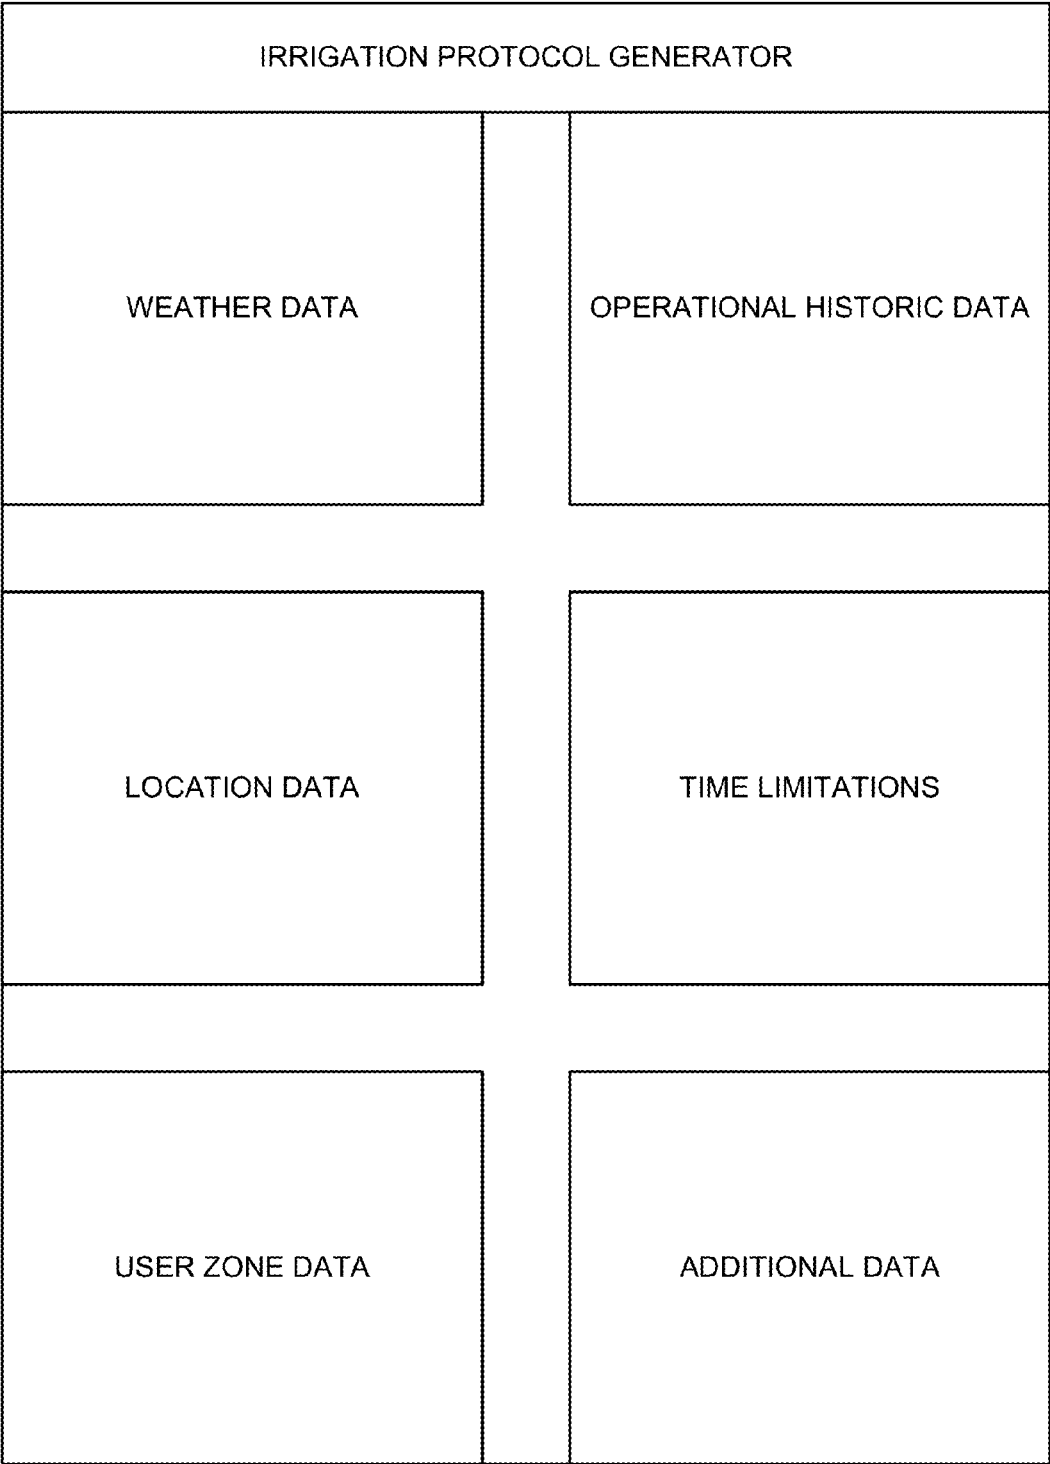 IRRIGATION PROTOCOL GENERATOR
WEATHER DATA
OPERATIONAL HISTORIC DATA
LOCATION DATA
TIME LIMITATIONS
USER ZONE DATA
ADDITIONAL DATA